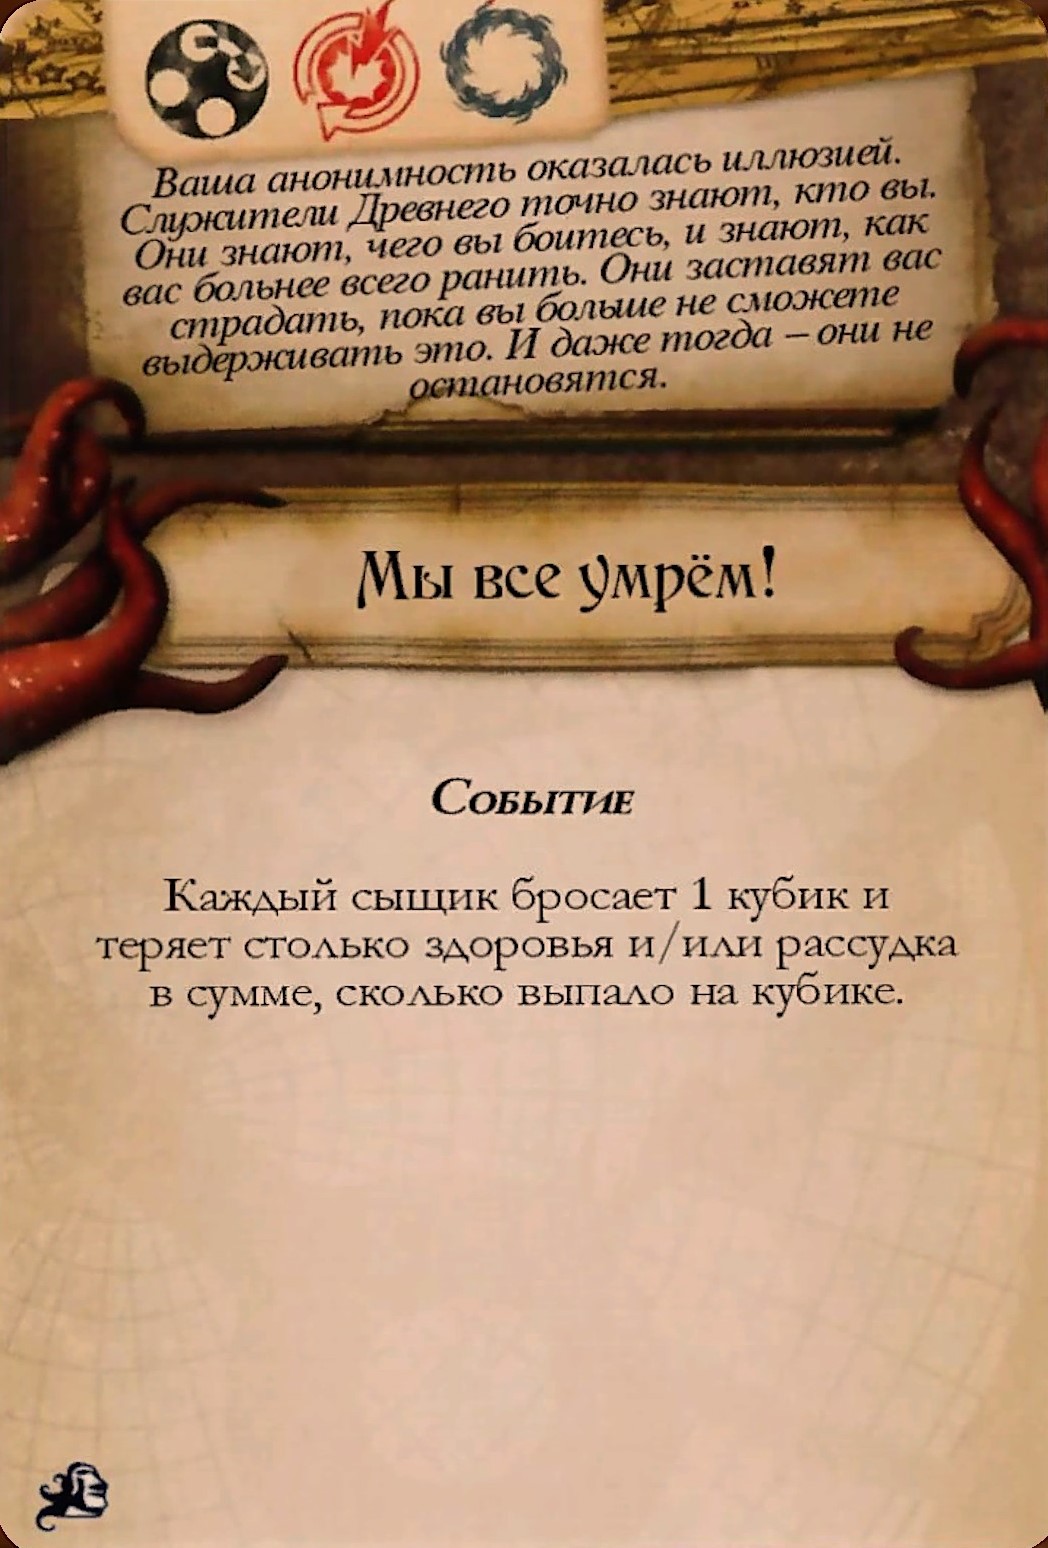 Ваша анонимность оказалась иллюзией.
Служители Древнего точно знают, кто вы.
Они знают, чего вы боитесь, и знают, как
вас больнее всего ранить. Они заставят вас
страдать, пока вы больше не сможете
выдерживать это. И даже тогда – они не
остановятся.
Мы все умрём!
Событие
Каждый сыщик бросает 1 кубик и
теряет столько здоровья и/или рассудка
в сумме, сколько выпало на кубике.